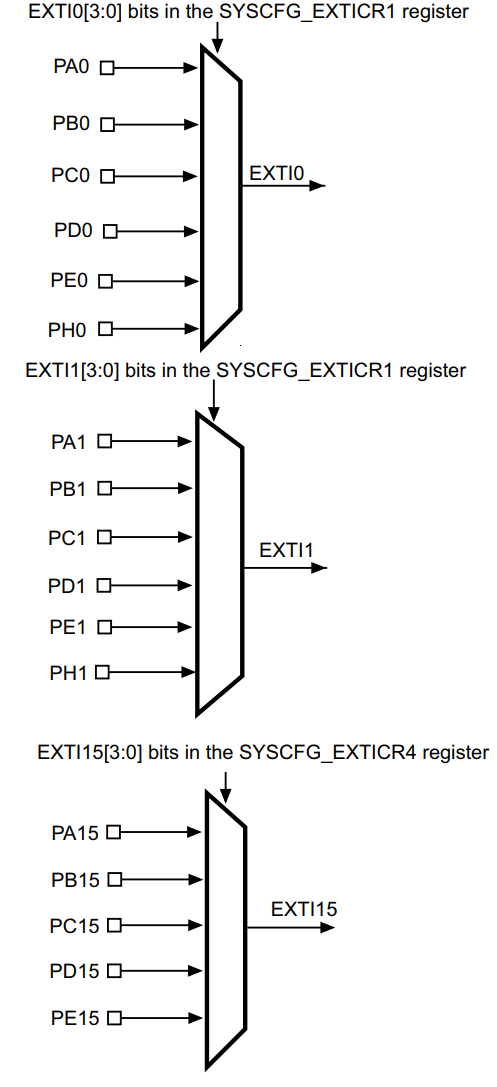 EXTI0[3:0] bits in the SYSCFG_EXTICR1 register
PA0
PB0
PC0
EXTI0
PD0
PE0
PH0
EXTI1[3:0] bits in the SYSCFG_EXTICR1 register
PA1
PB1
PC1
EXTI1
PD1
PE1
PH1
EXTI15[3:0] bits in the SYSCFG_EXTICR4 register
PA15
PB15
PC15
EXTI15
PD15
PE15